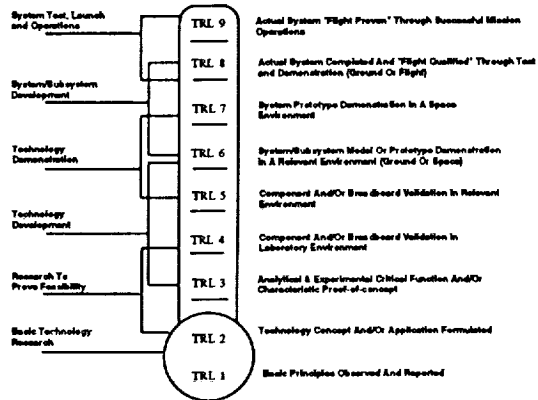 System Test, Launch
and Operations
System/Subsystem
Development
Technology
Demonstration
Technology
Development
Research To
Prove Feasibility
Basic Technology
Research
TRL 9
TRL 8
TRL 7
TRL 6
TRL 5
TRL 4
TRL 3
TRL 2
TRL 1
Actual System "Flight Proven" Through Successful Mission
Operations
Actual System Completed And "Flight Qualified" Through Test
and Demonstration (Ground Or Flight)
System Prototype Demonstration In A Space
Environment
System/Subsystem Model Or Prototype Demonstration
In A Relevant Environment (Ground Or Space)
Component And/Or Breadboard Validation In Relevant
Environment
Component And/Or Breadboard Validation In
Laboratory Environment
Analytical & Experimental Critical Function And/Or
Characteristic Proof-of-concept
Technology Concept And/Or Application Formulated
Basic Principles Observed And Reported